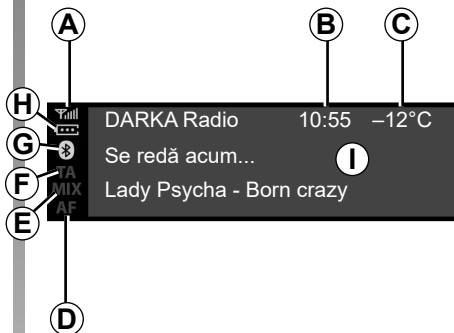 A
B
C
H
DARKA Radio 10:55 –12°C
G
Se redă acum...
I
F
TA
Lady Psycha - Born crazy
MIX
E
AF
D